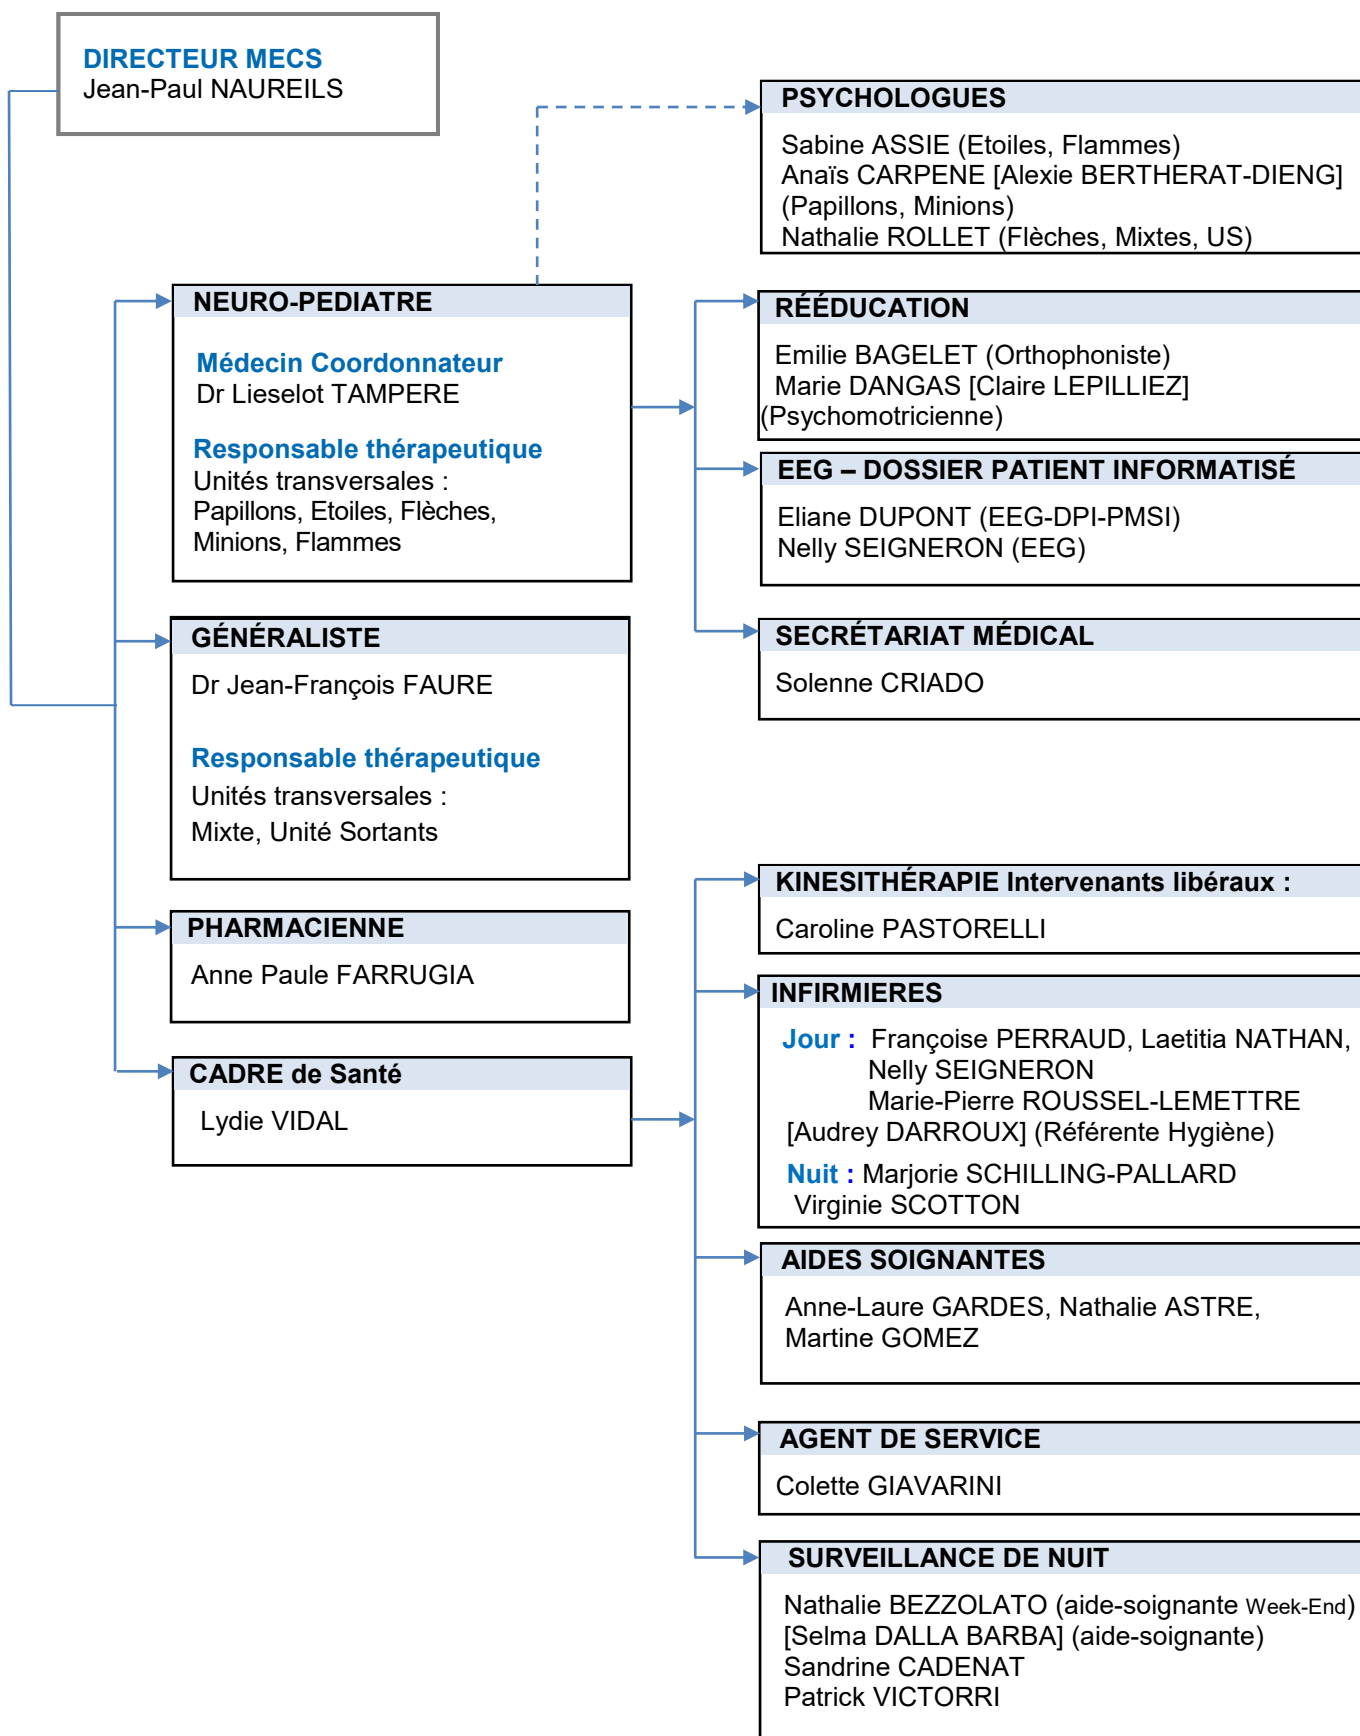 DIRECTEUR MECS
Jean-Paul NAUREILS
PSYCHOLOGUES
Sabine ASSIE (Etoiles, Flammes)
Anaïs CARPENE [Alexie BERTHERAT-DIENG]
(Papillons, Minions)
Nathalie ROLLET (Flèches, Mixtes, US)
NEURO-PEDIATRE
Médecin Coordonnateur
Dr Lieselot TAMPERE
Responsable thérapeutique
Unités transversales :
Papillons, Etoiles, Flèches,
Minions, Flammes
RÉÉDUCATION
Emilie BAGELET (Orthophoniste)
Marie DANGAS [Claire LEPILLIEZ]
(Psychomotricienne)
EEG – DOSSIER PATIENT INFORMATISÉ
Eliane DUPONT (EEG-DPI-PMSI)
Nelly SEIGNERON (EEG)
SECRÉTARIAT MÉDICAL
Solenne CRIADO
GÉNÉRALISTE
Dr Jean-François FAURE
Responsable thérapeutique
Unités transversales :
Mixte, Unité Sortants
PHARMACIENNE
Anne Paule FARRUGIA
CADRE de Santé
Lydie VIDAL
KINESITHÉRAPIE Intervenants libéraux :
Caroline PASTORELLI
INFIRMIERES
Jour : Françoise PERRAUD, Laetitia NATHAN,
Nelly SEIGNERON
Marie-Pierre ROUSSEL-LEMETTRE
[Audrey DARROUX] (Référente Hygiène)
Nuit : Marjorie SCHILLING-PALLARD
Virginie SCOTTON
AIDES SOIGNANTES
Anne-Laure GARDES, Nathalie ASTRE,
Martine GOMEZ
AGENT DE SERVICE
Colette GIAVARINI
SURVEILLANCE DE NUIT
Nathalie BEZZOLATO (aide-soignante Week-End)
[Selma DALLA BARBA] (aide-soignante)
Sandrine CADENAT
Patrick VICTORRI